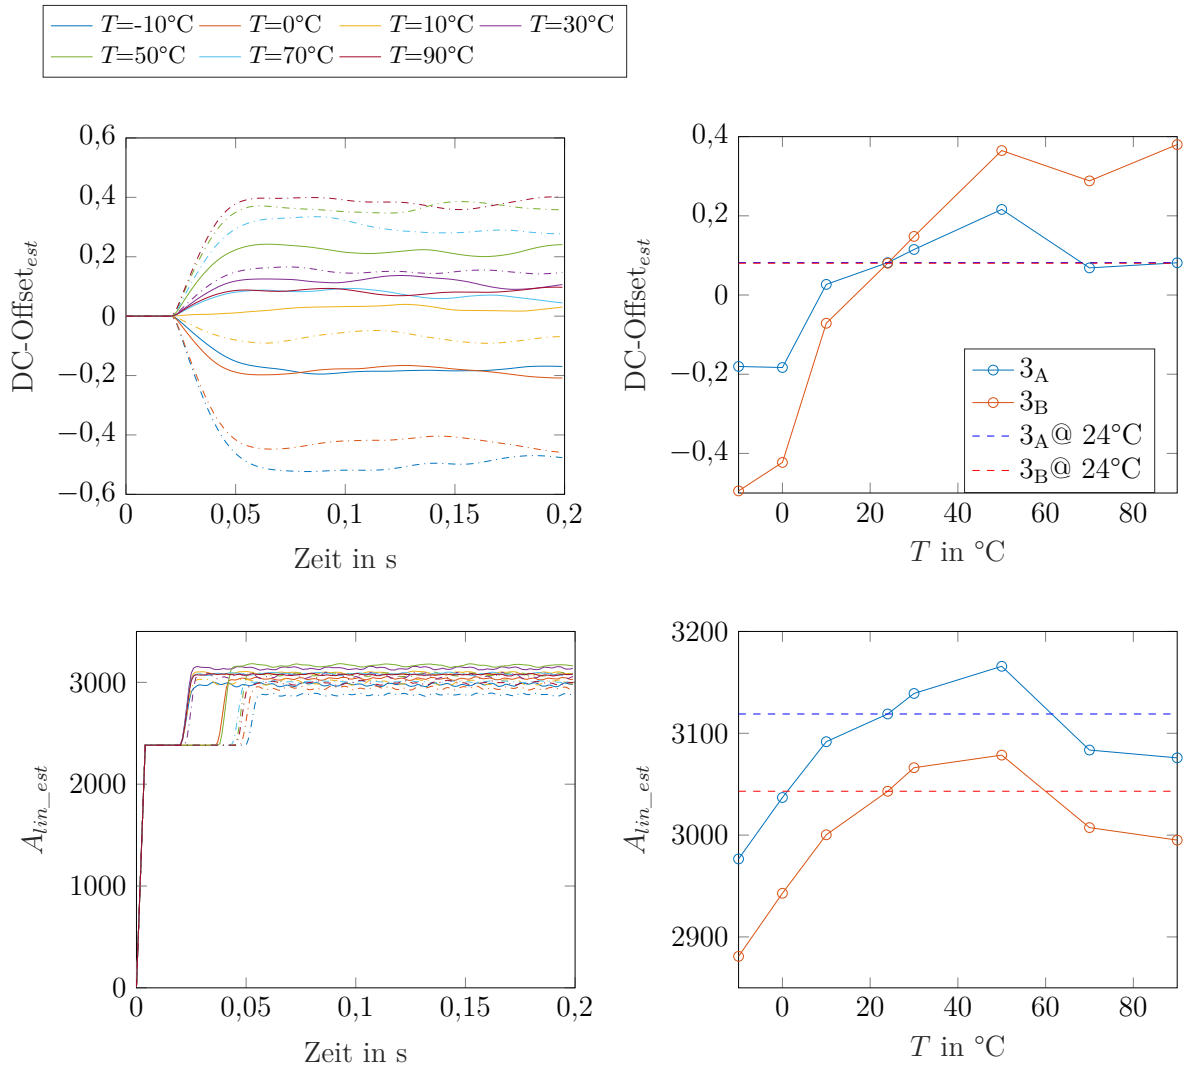 T=-10°C T=0°C T=10°C T=30°C
T=50°C T=70°C T=90°C
0,6
0,4
0,2
0
−0,2
−0,4
−0,6
0 0,05 0,1 0,15 0,2
Zeit in s
DC-Offset_est
0,4
0,2
0
−0,2
−0,4
0 20 40 60 80
T in °C
DC-Offset_est
3_A
3_B
3_A@ 24°C
3_B@ 24°C
3000
2000
1000
0
0 0,05 0,1 0,15 0,2
Zeit in s
A_lin_est
3200
3100
3000
2900
0 20 40 60 80
T in °C
A_lin_est